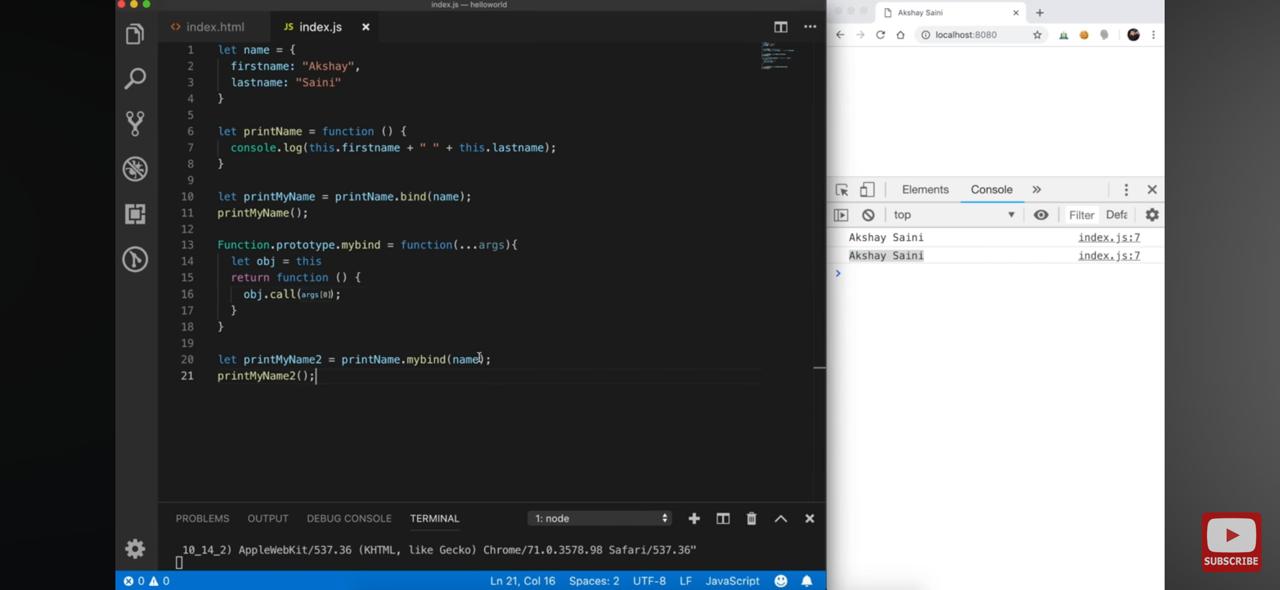 index.js — helloworld
index.html
JS index.js
1 let name = {
2 firstname: "Akshay",
3 lastname: "Saini"
4 }
5
6 let printName = function () {
7 console.log(this.firstname + " " + this.lastname);
8 }
9
10 let printMyName = printName.bind(name);
11 printMyName();
12
13 Function.prototype.mybind = function(...args){
14 let obj = this
15 return function () {
16 obj.call(args[0]);
17 }
18 }
19
20 let printMyName2 = printName.mybind(name);
21 printMyName2();
PROBLEMS OUTPUT DEBUG CONSOLE TERMINAL 1: node
10_14_2) AppleWebKit/537.36 (KHTML, like Gecko) Chrome/71.0.3578.98 Safari/537.36"
0 0 Ln 21, Col 16 Spaces: 2 UTF-8 LF JavaScript
Akshay Saini
localhost:8080
Elements Console
top Filter Defa
Akshay Saini index.js:7
Akshay Saini index.js:7
SUBSCRIBE